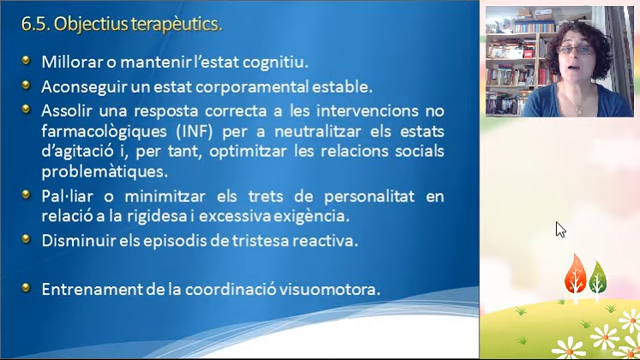 6.5. Objectius terapèutics.
Millorar o mantenir l'estat cognitiu.
Aconseguir un estat corporamental estable.
Assolir una resposta correcta a les intervencions no
farmacològiques (INF) per a neutralitzar els estats
d'agitació i, per tant, optimitzar les relacions socials
problemàtiques.
Pal·liar o minimitzar els trets de personalitat en
relació a la rigidesa i excessiva exigència.
Disminuir els episodis de tristesa reactiva.
Entrenament de la coordinació visuomotora.